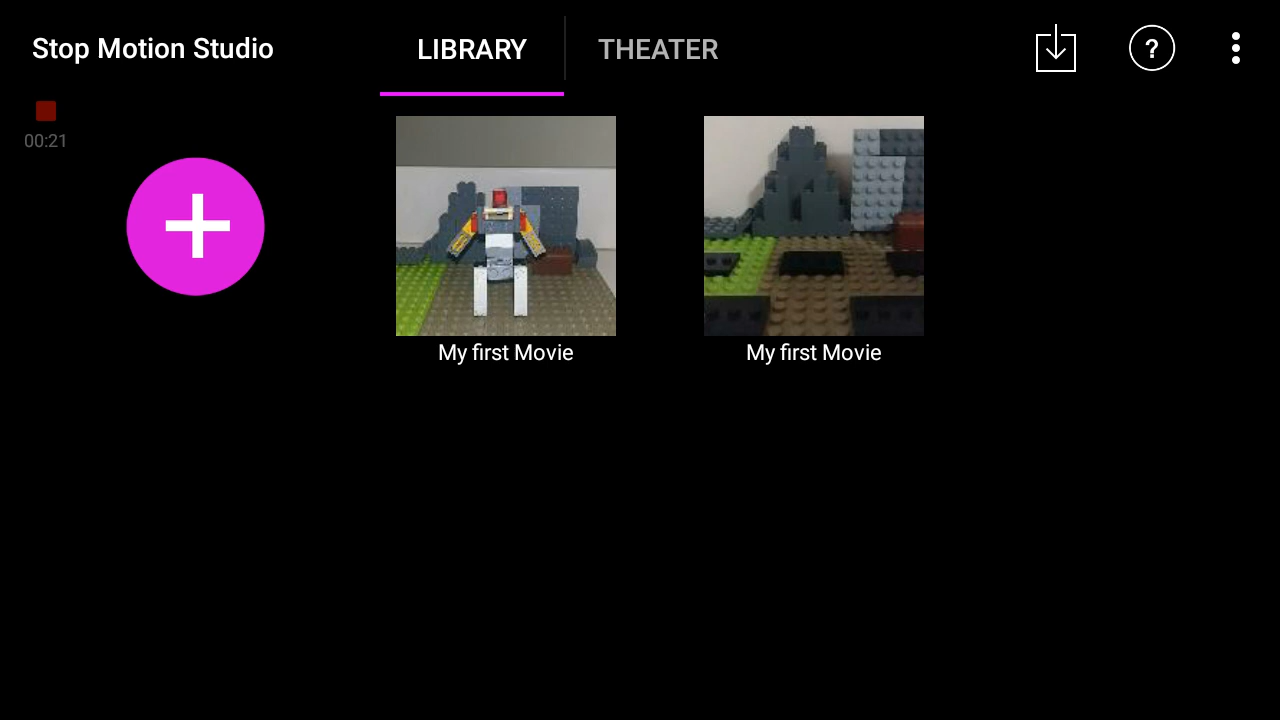 Stop Motion Studio
LIBRARY
THEATER
?
00:21
My first Movie
My first Movie